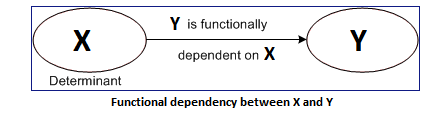 X
Y is functionally
dependent on X
Y
Determinant
Functional dependency between X and Y